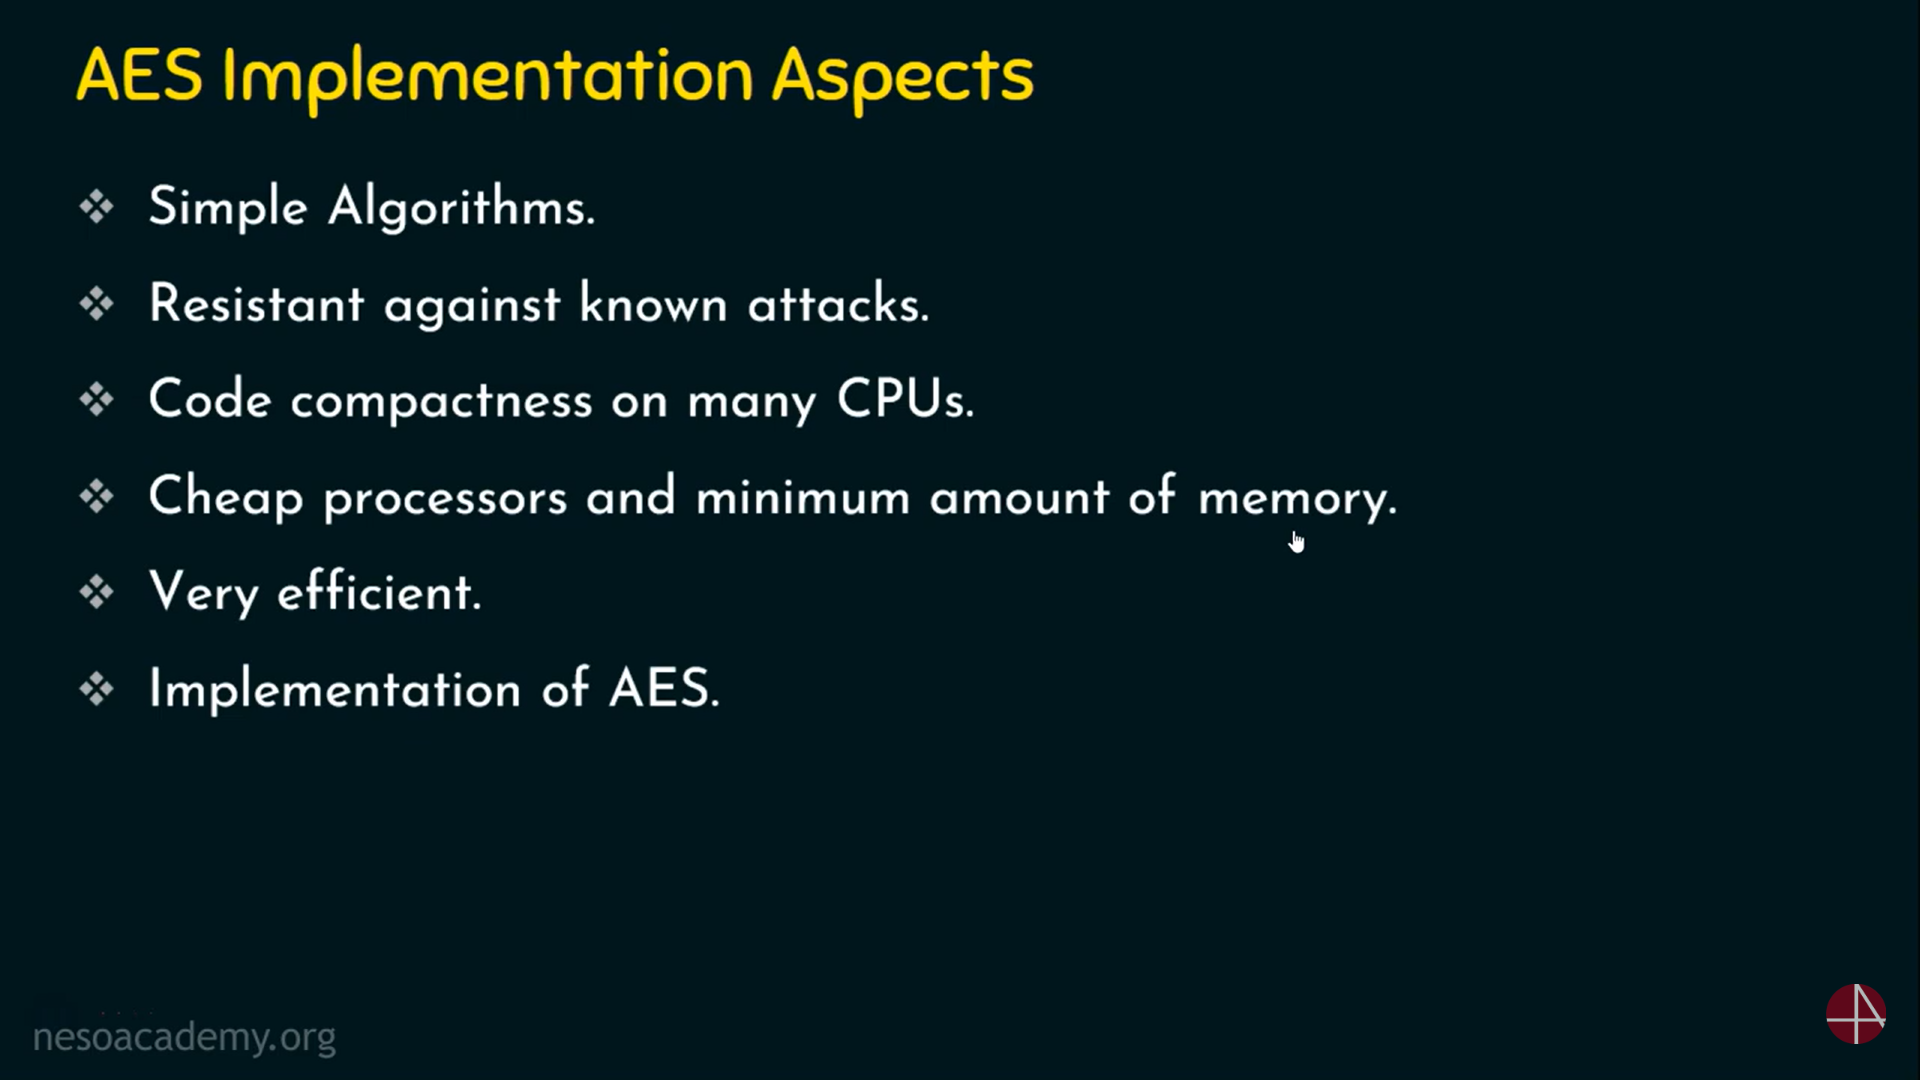 AES Implementation Aspects
Simple Algorithms.
Resistant against known attacks.
Code compactness on many CPUs.
Cheap processors and minimum amount of memory.
Very efficient.
Implementation of AES.
nesoacademy.org